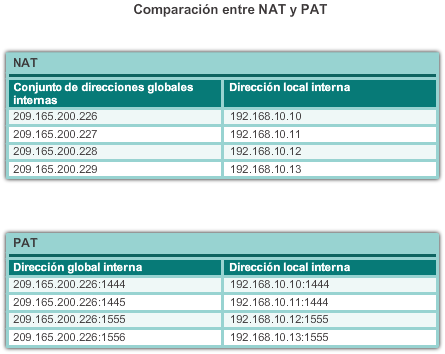 Comparación entre NAT y PAT
NAT
Conjunto de direcciones globales internas Dirección local interna
209.165.200.226 192.168.10.10
209.165.200.227 192.168.10.11
209.165.200.228 192.168.10.12
209.165.200.229 192.168.10.13
PAT
Dirección global interna Dirección local interna
209.165.200.226:1444 192.168.10.10:1444
209.165.200.226:1445 192.168.10.11:1444
209.165.200.226:1555 192.168.10.12:1555
209.165.200.226:1556 192.168.10.13:1555